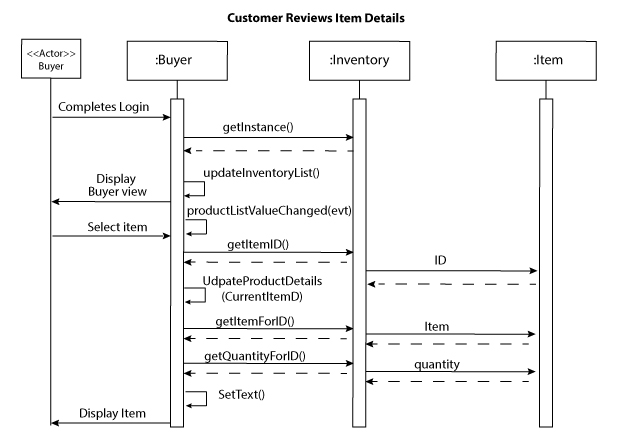 Customer Reviews Item Details
<<Actor>>
Buyer
:Buyer
:Inventory
:Item
Completes Login
getInstance()
updateInventoryList()
Display
Buyer view
productListValueChanged(evt)
Select item
getItemID()
ID
UdpateProductDetails
(CurrentItemD)
getItemForID()
Item
getQuantityForID()
quantity
SetText()
Display Item